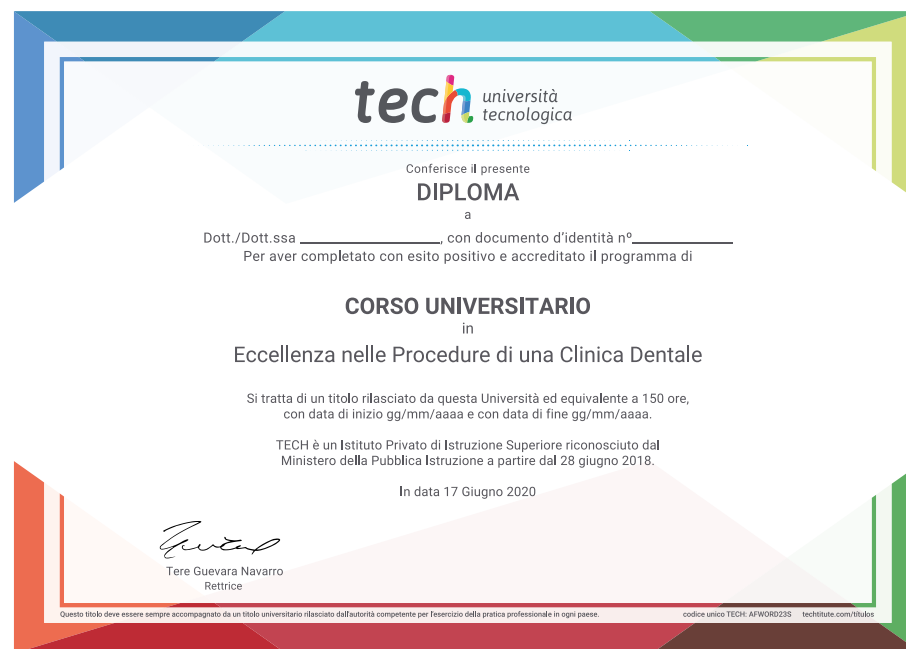 tech università
tecnologica
Conferisce il presente
DIPLOMA
a
Dott./Dott.ssa ________________, con documento d'identità nº____________
Per aver completato con esito positivo e accreditato il programma di
CORSO UNIVERSITARIO
in
Eccellenza nelle Procedure di una Clinica Dentale
Si tratta di un titolo rilasciato da questa Università ed equivalente a 150 ore,
con data di inizio gg/mm/aaaa e con data di fine gg/mm/aaaa.
TECH è un Istituto Privato di Istruzione Superiore riconosciuto dal
Ministero della Pubblica Istruzione a partire dal 28 giugno 2018.
In data 17 Giugno 2020
Tere Guevara Navarro
Rettrice
Questo titolo deve essere sempre accompagnato da un titolo universitario rilasciato dall'autorità competente per l'esercizio della pratica professionale in ogni paese. codice unico TECH: AFWORD23S techtitute.com/titulos